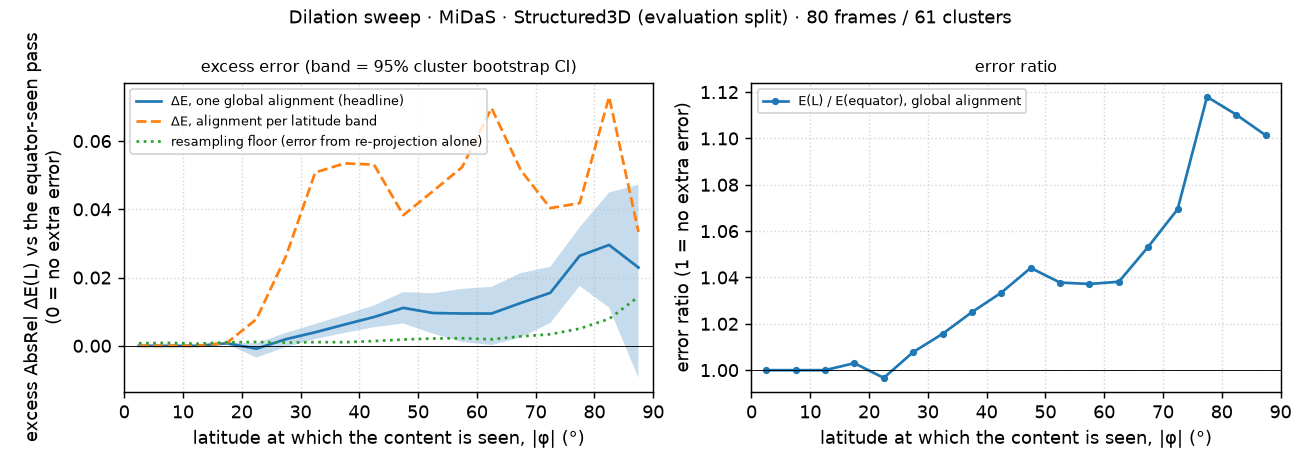 Dilation sweep · MiDaS · Structured3D (evaluation split) · 80 frames / 61 clusters
excess error (band = 95% cluster bootstrap CI)
excess AbsRel ΔE(L) vs the equator-seen pass
(0 = no extra error)
ΔE, one global alignment (headline)
ΔE, alignment per latitude band
resampling floor (error from re-projection alone)
0.06
0.04
0.02
0.00
0 10 20 30 40 50 60 70 80 90
latitude at which the content is seen, |φ| (°)
error ratio
error ratio (1 = no extra error)
E(L) / E(equator), global alignment
1.12
1.10
1.08
1.06
1.04
1.02
1.00
0 10 20 30 40 50 60 70 80 90
latitude at which the content is seen, |φ| (°)